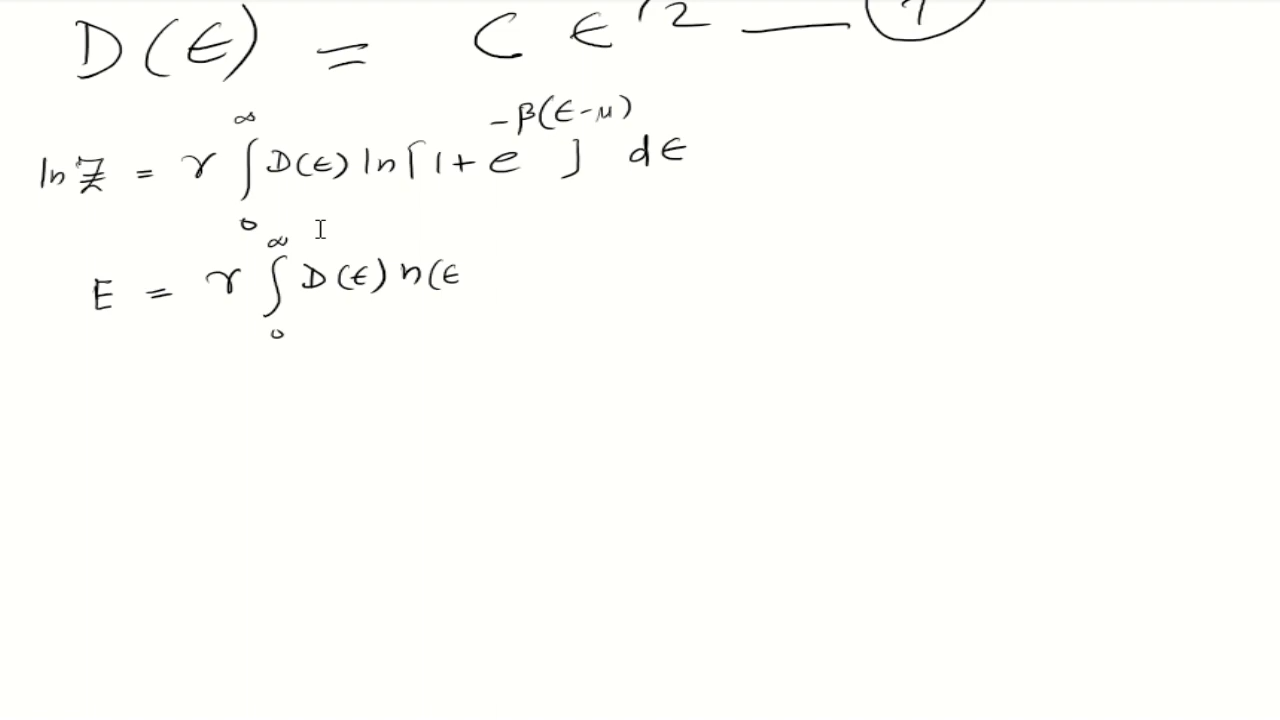 D(ϵ) = C ϵ^{1/2} — (1)
ln Z = γ ∫_0^∞ D(ϵ) ln[1 + e^{-β(ϵ-μ)}] dϵ
E = γ ∫_0^∞ D(ϵ) n(ϵ